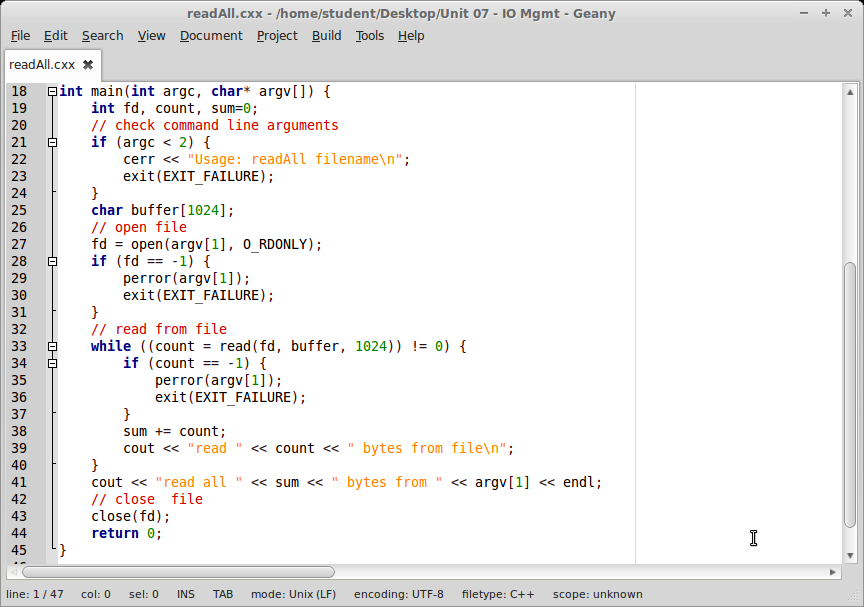 readAll.cxx - /home/student/Desktop/Unit 07 - IO Mgmt - Geany
File Edit Search View Document Project Build Tools Help
readAll.cxx
18 int main(int argc, char* argv[]) {
19     int fd, count, sum=0;
20     // check command line arguments
21     if (argc < 2) {
22         cerr << "Usage: readAll filename\n";
23         exit(EXIT_FAILURE);
24     }
25     char buffer[1024];
26     // open file
27     fd = open(argv[1], O_RDONLY);
28     if (fd == -1) {
29         perror(argv[1]);
30         exit(EXIT_FAILURE);
31     }
32     // read from file
33     while ((count = read(fd, buffer, 1024)) != 0) {
34         if (count == -1) {
35             perror(argv[1]);
36             exit(EXIT_FAILURE);
37         }
38         sum += count;
39         cout << "read " << count << " bytes from file\n";
40     }
41     cout << "read all " << sum << " bytes from " << argv[1] << endl;
42     // close  file
43     close(fd);
44     return 0;
45 }
line: 1 / 47 col: 0 sel: 0 INS TAB mode: Unix (LF) encoding: UTF-8 filetype: C++ scope: unknown